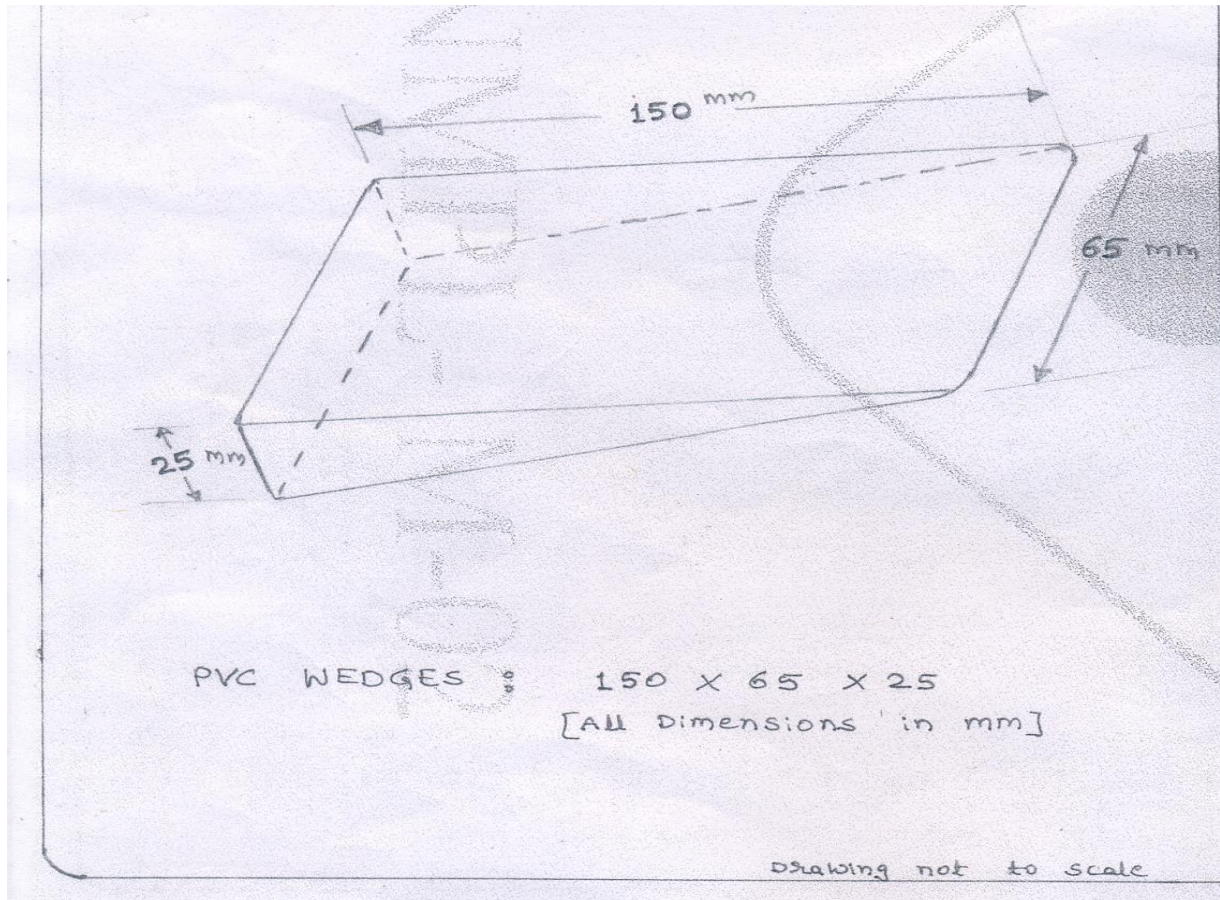 150 mm
65 mm
25 mm
PVC WEDGES : 150 X 65 X 25
[All Dimensions in mm]
Drawing not to scale